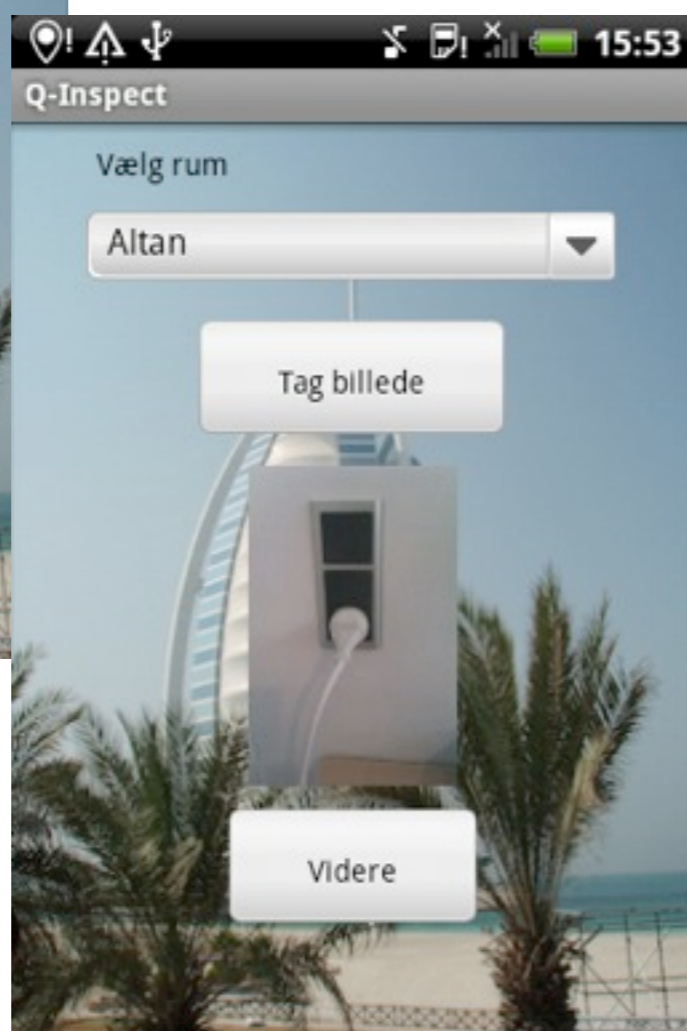 15:53
Q-Inspect
Vælg rum
Altan
Tag billede
Videre